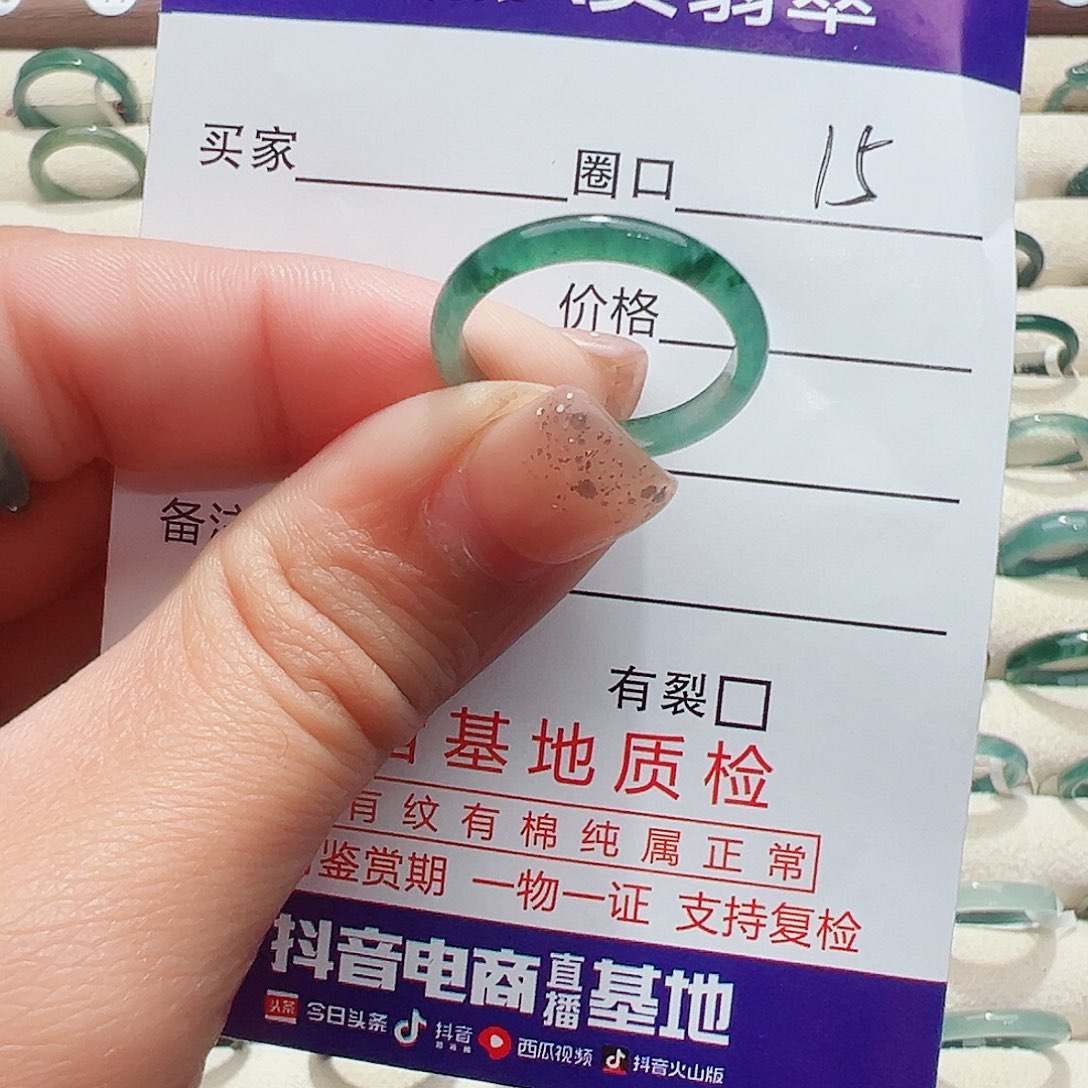 翡翠
买家
圈口 15
价格
备注
有裂
基地质检
有纹有棉纯属正常
鉴赏期 一物一证 支持复检
抖音电商直播基地
头条 今日头条 抖音 西瓜视频 抖音火山版